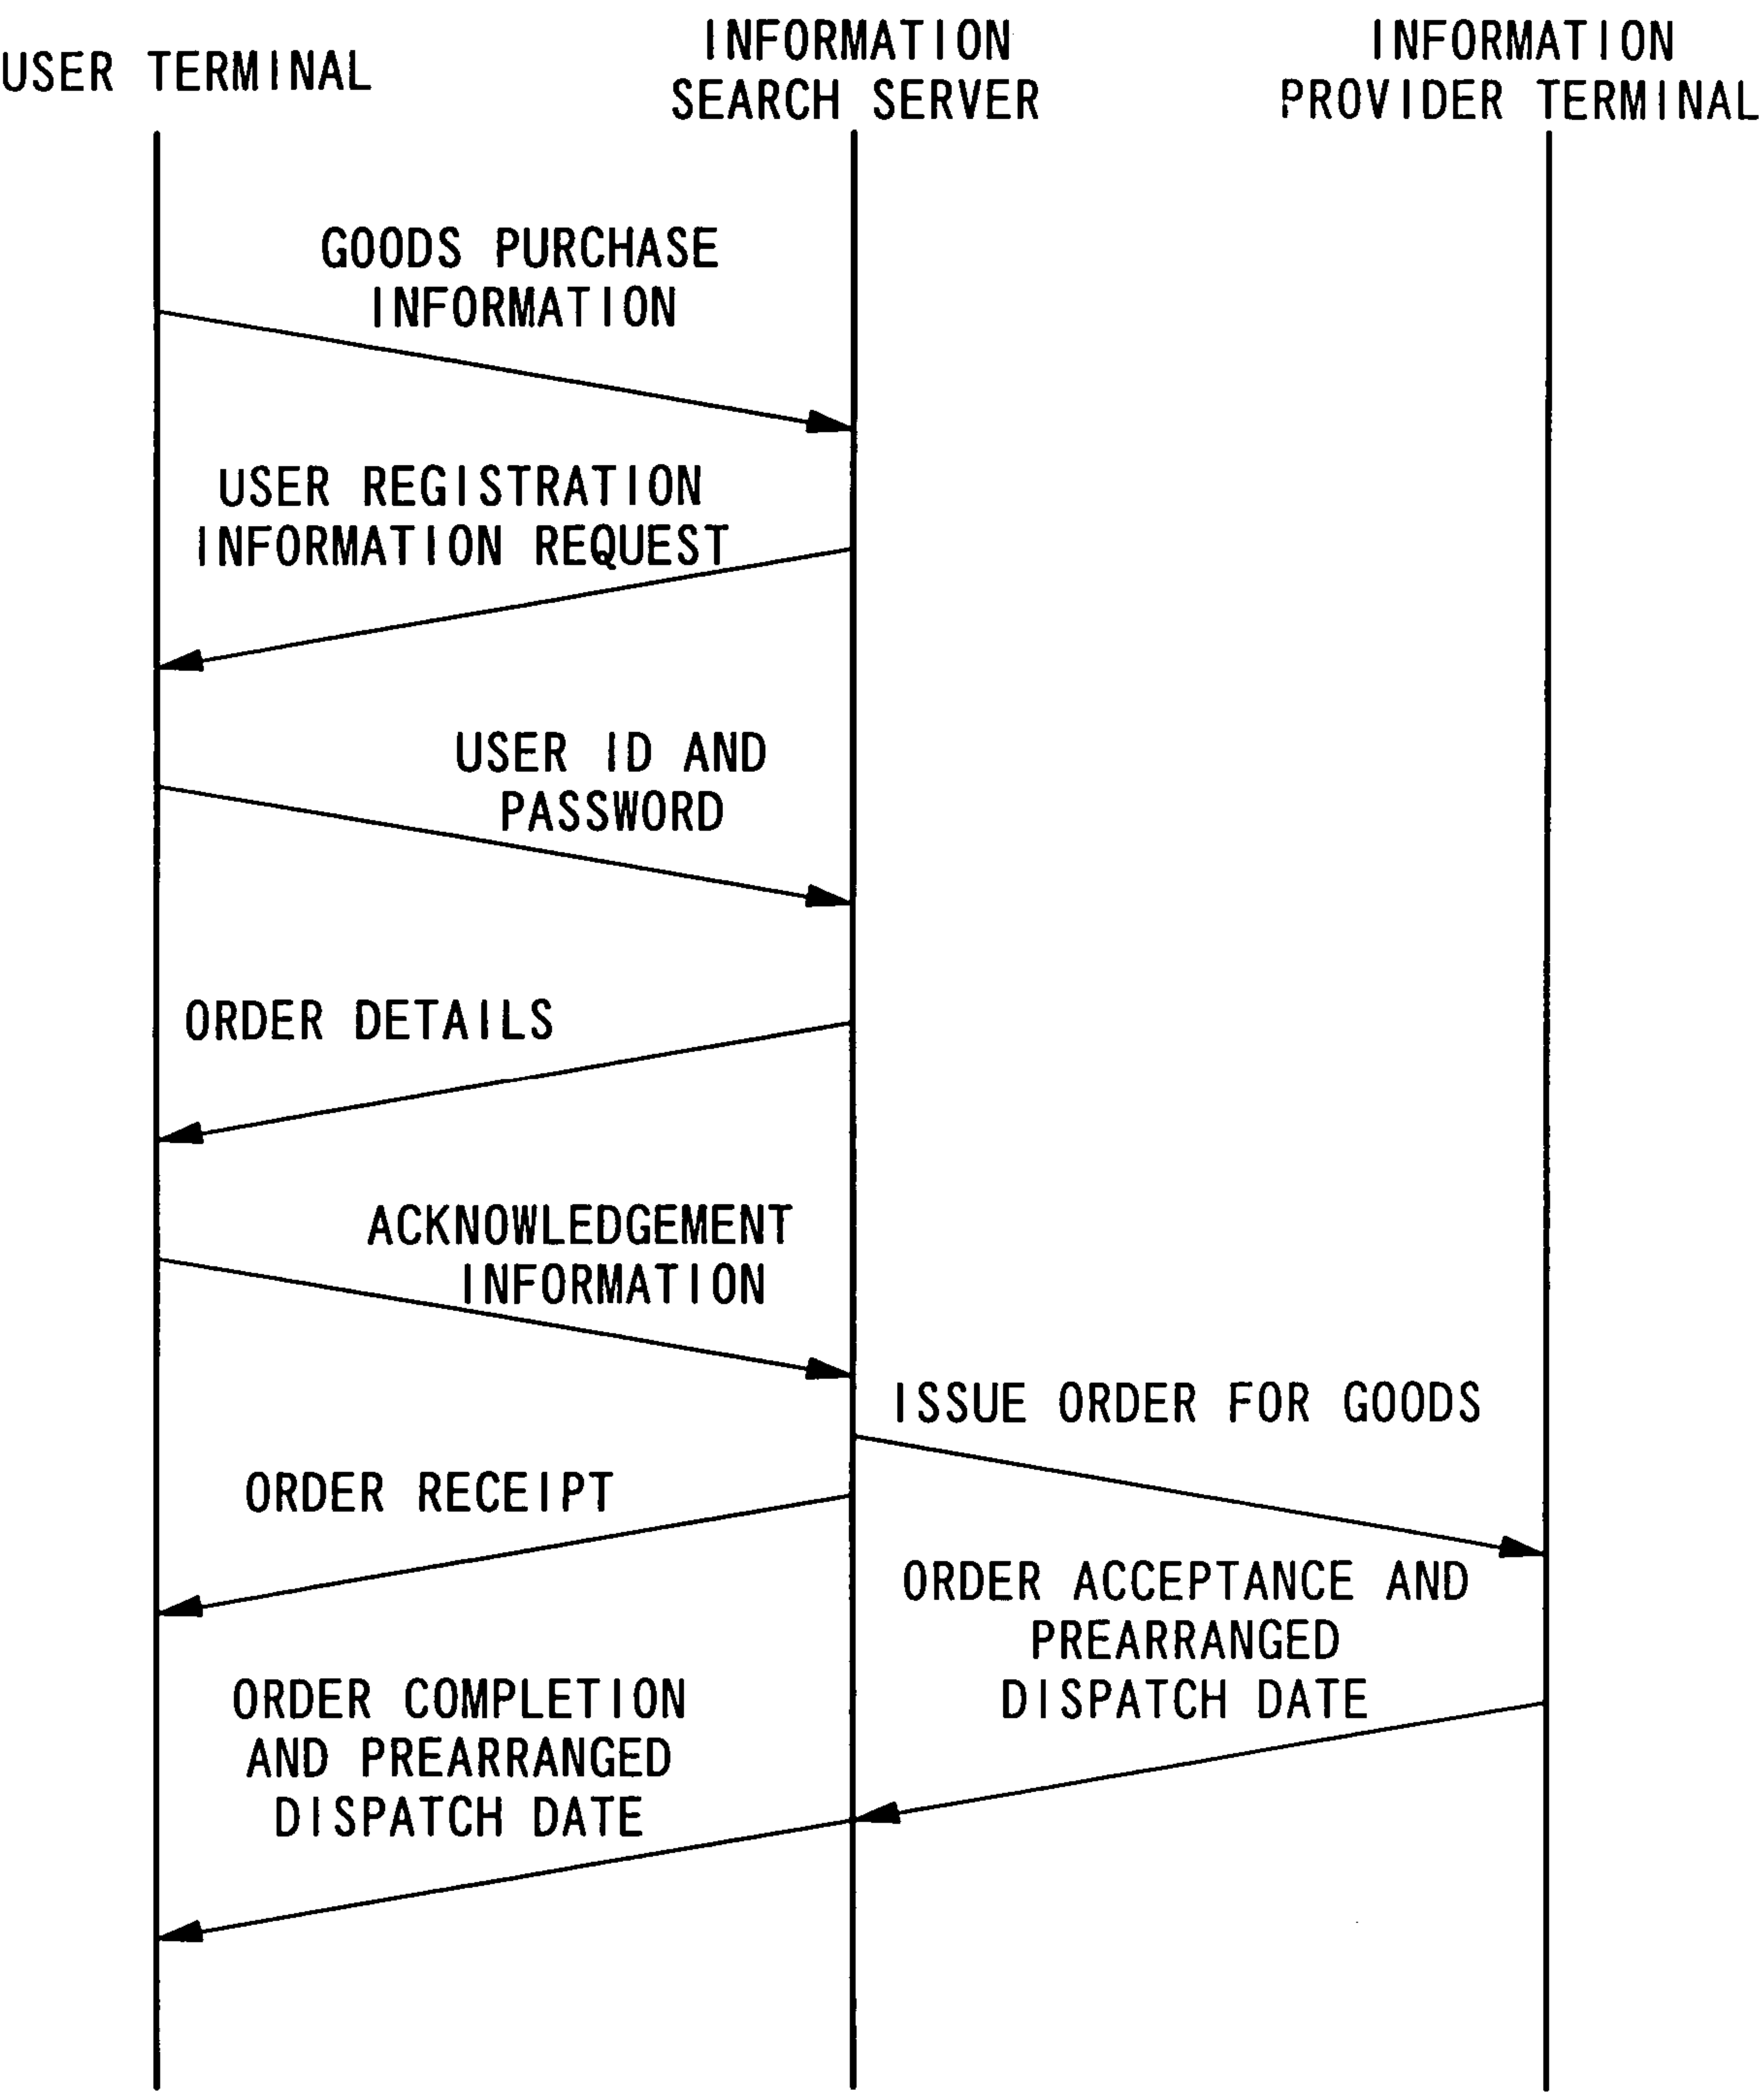 USER TERMINAL
INFORMATION
SEARCH SERVER
INFORMATION
PROVIDER TERMINAL
GOODS PURCHASE
INFORMATION
USER REGISTRATION
INFORMATION REQUEST
USER ID AND
PASSWORD
ORDER DETAILS
ACKNOWLEDGEMENT
INFORMATION
ISSUE ORDER FOR GOODS
ORDER RECEIPT
ORDER ACCEPTANCE AND
PREARRANGED
DISPATCH DATE
ORDER COMPLETION
AND PREARRANGED
DISPATCH DATE